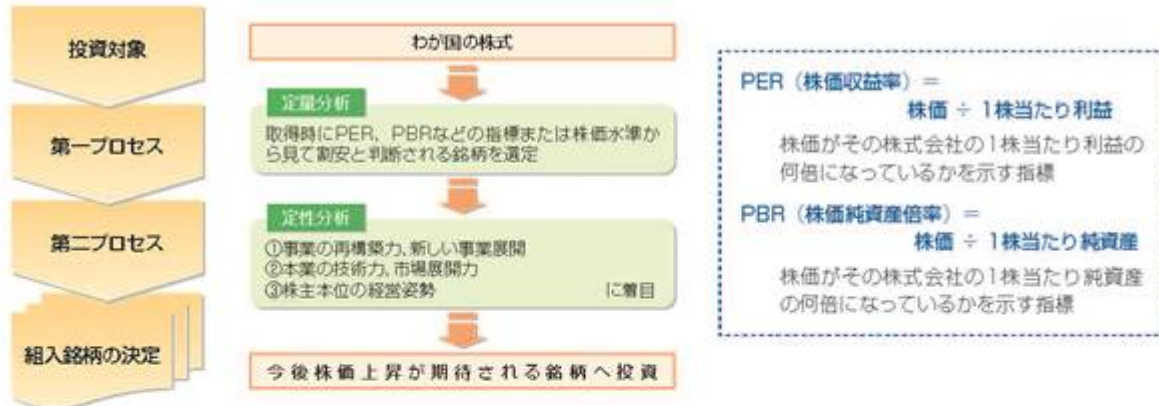 投資対象
第一プロセス
第二プロセス
組入銘柄の決定
わが国の株式
定量分析
取得時にPER、PBRなどの指標または株価水準か
ら見て割安と判断される銘柄を選定
定性分析
①事業の再構築力、新しい事業展開
②本業の技術力、市場展開力
③株主本位の経営姿勢 に着目
今後株価上昇が期待される銘柄へ投資
PER（株価収益率）＝
株価 ÷ 1株当たり利益
株価がその株式会社の1株当たり利益の
何倍になっているかを示す指標
PBR（株価純資産倍率）＝
株価 ÷ 1株当たり純資産
株価がその株式会社の1株当たり純資産
の何倍になっているかを示す指標